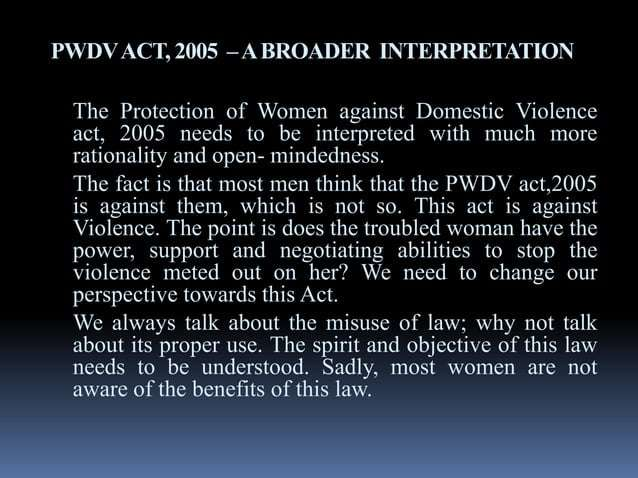 PWDV ACT, 2005 – A BROADER INTERPRETATION
The Protection of Women against Domestic Violence
act, 2005 needs to be interpreted with much more
rationality and open- mindedness.
The fact is that most men think that the PWDV act,2005
is against them, which is not so. This act is against
Violence. The point is does the troubled woman have the
power, support and negotiating abilities to stop the
violence meted out on her? We need to change our
perspective towards this Act.
We always talk about the misuse of law; why not talk
about its proper use. The spirit and objective of this law
needs to be understood. Sadly, most women are not
aware of the benefits of this law.